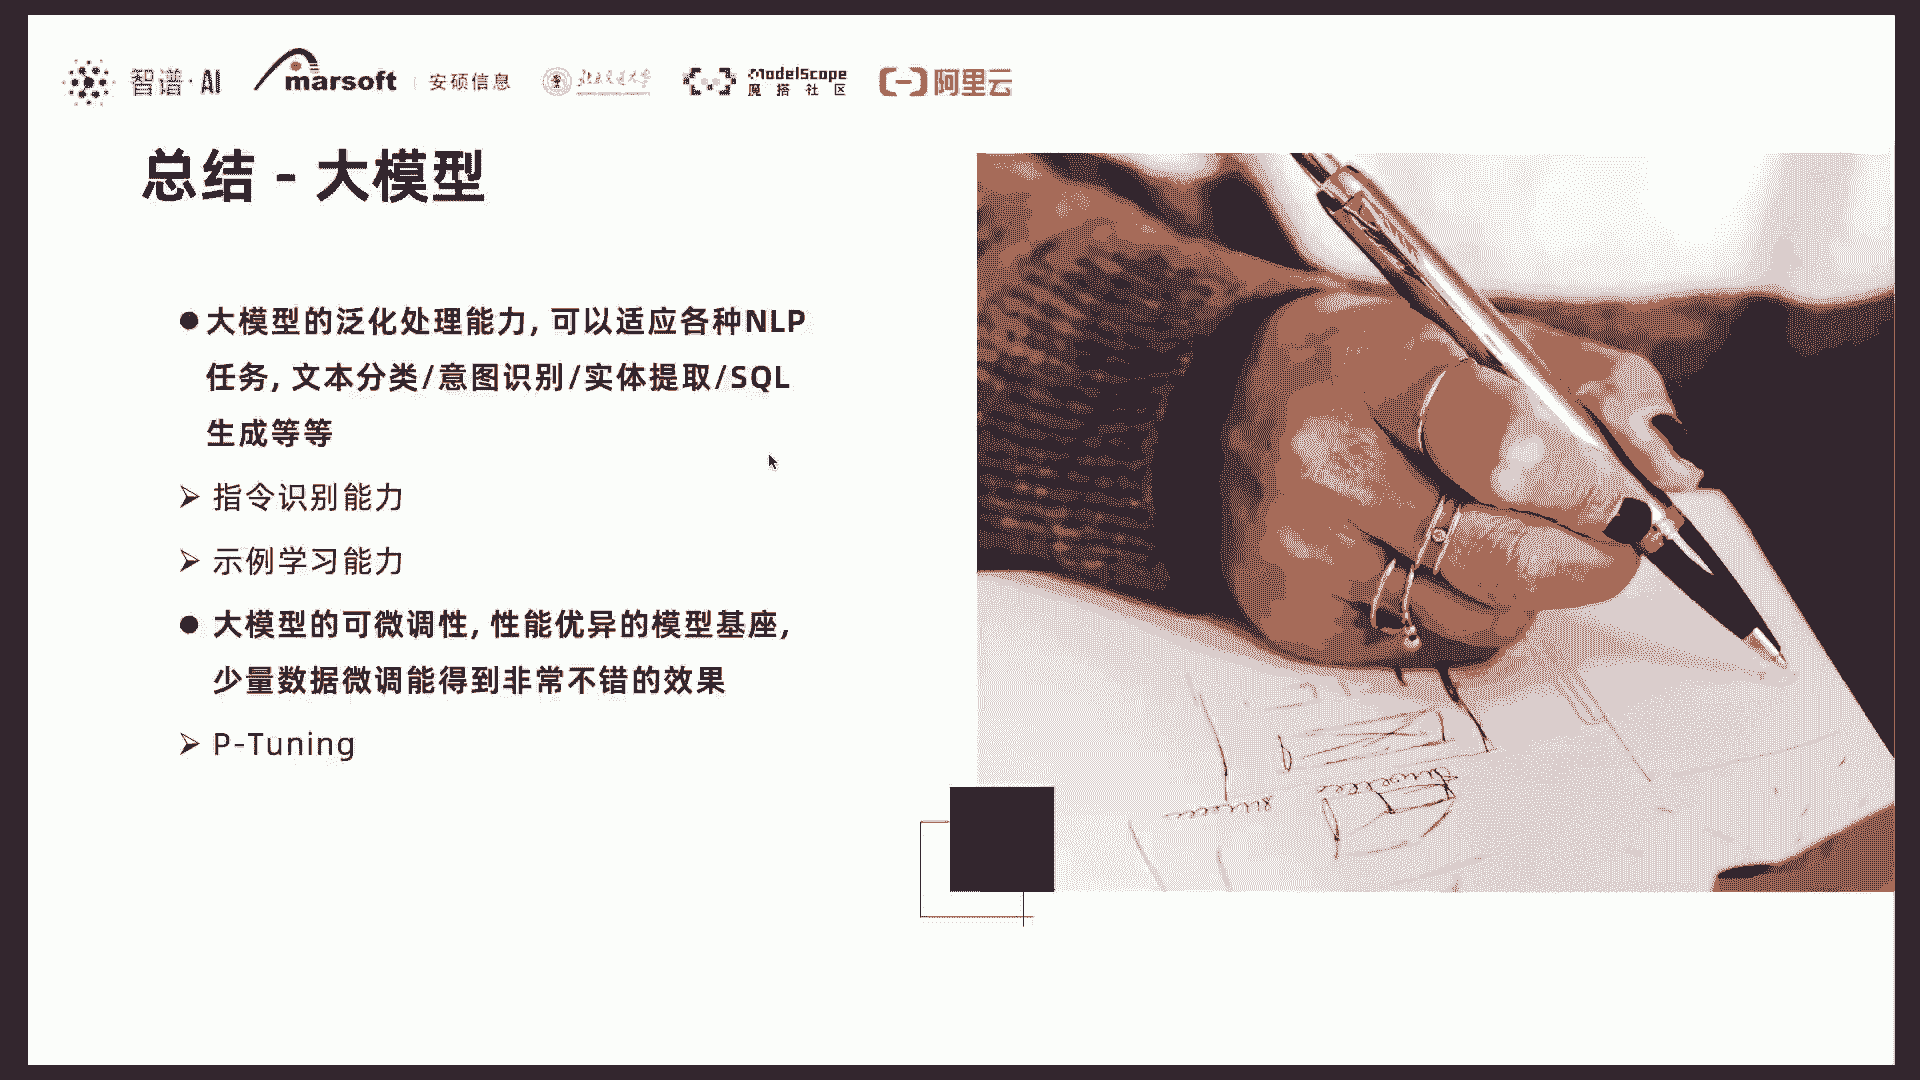 智谱·AI
marsoft 安硕信息
北京交通大学
ModelScope
魔搭社区
阿里云
总结 - 大模型
●大模型的泛化处理能力, 可以适应各种NLP
任务, 文本分类/意图识别/实体提取/SQL
生成等等
➢ 指令识别能力
➢ 示例学习能力
● 大模型的可微调性, 性能优异的模型基座,
少量数据微调能得到非常不错的效果
➢ P-Tuning